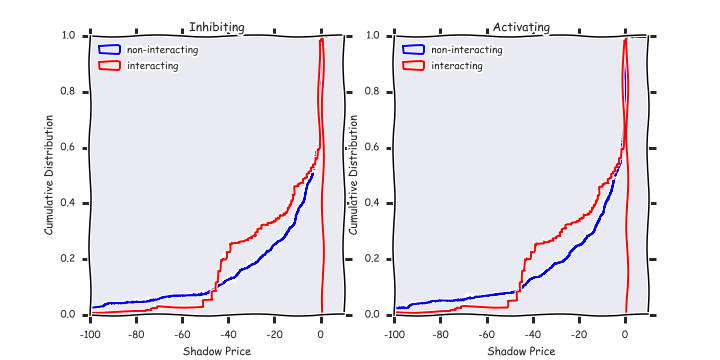 Inhibiting
non-interacting
interacting
Cumulative Distribution
1.0
0.8
0.6
0.4
0.2
0.0
-100
-80
-60
-40
-20
0
Shadow Price
Activating
non-interacting
interacting
Cumulative Distribution
1.0
0.8
0.6
0.4
0.2
0.0
-100
-80
-60
-40
-20
0
Shadow Price